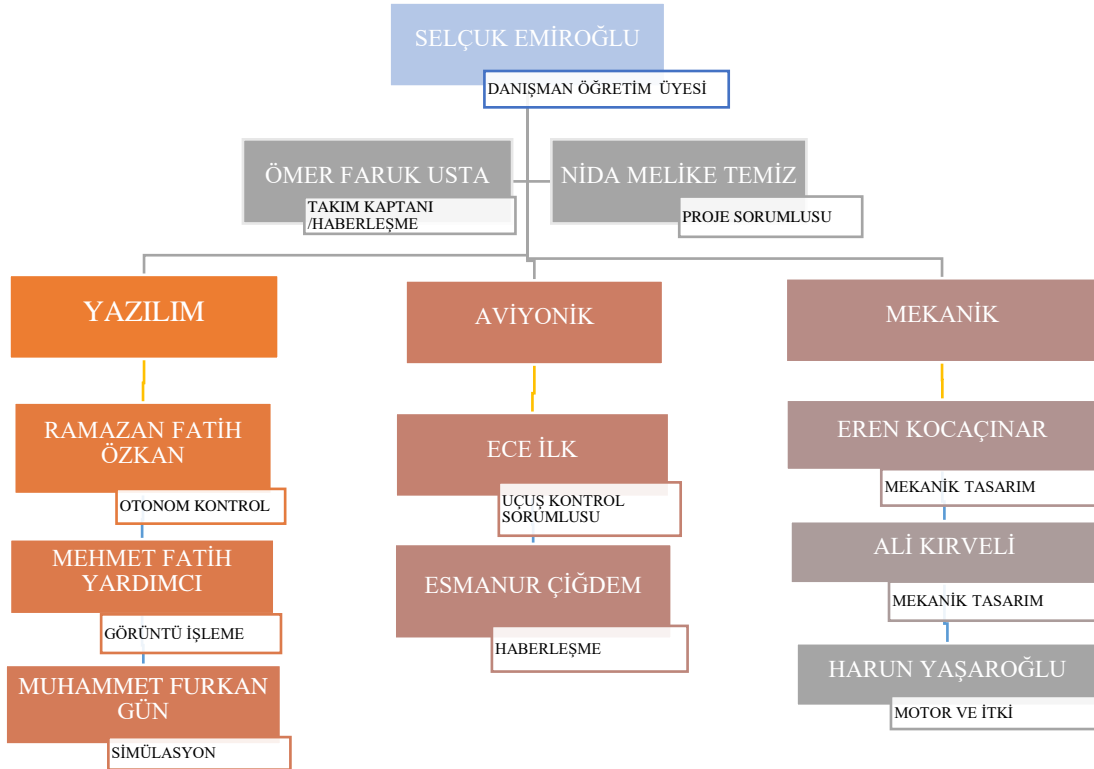 SELÇUK EMİROĞLU
DANIŞMAN ÖĞRETİM ÜYESİ
ÖMER FARUK USTA
TAKIM KAPTANI
/HABERLEŞME
NİDA MELİKE TEMİZ
PROJE SORUMLUSU
YAZILIM
RAMAZAN FATİH
ÖZKAN
OTONOM KONTROL
MEHMET FATİH
YARDIMCI
GÖRÜNTÜ İŞLEME
MUHAMMET FURKAN
GÜN
SİMÜLASYON
AVİYONİK
ECE İLK
UÇUŞ KONTROL
SORUMLUSU
ESMANUR ÇİĞDEM
HABERLEŞME
MEKANİK
EREN KOCAÇINAR
MEKANİK TASARIM
ALİ KIRVELİ
MEKANİK TASARIM
HARUN YAŞAROĞLU
MOTOR VE İTKİ